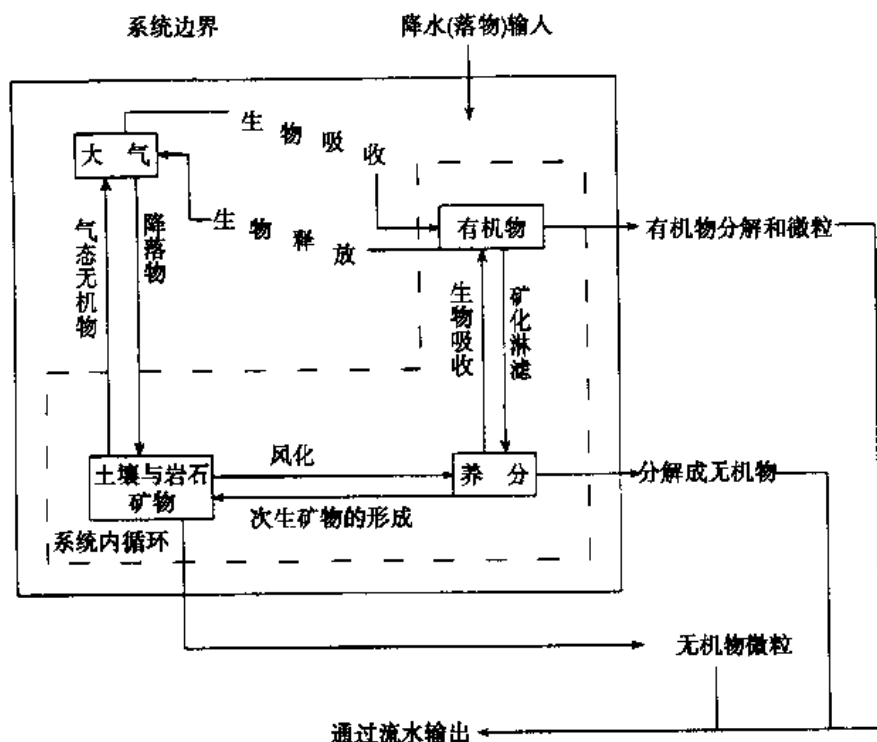 系统边界
降水(落物)输人
生物吸收
大 气
生物释放
有机物
有机物分解和微粒
气态无机物
降落物
生物吸收
矿化淋滤
土壤与岩石
矿物
风化
养 分
分解成无机物
次生矿物的形成
系统内循环
无机物微粒
通过流水输出